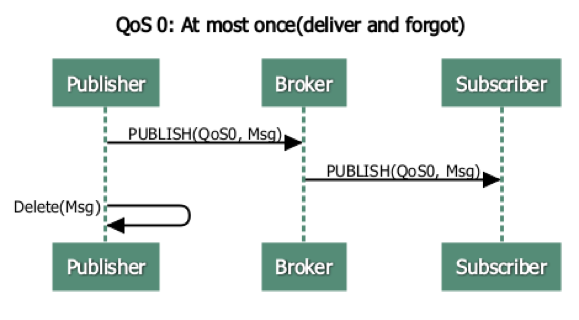 QoS 0: At most once(deliver and forgot)
Publisher
Broker
Subscriber
PUBLISH(QoS0, Msg)
PUBLISH(QoS0, Msg)
Delete(Msg)
Publisher
Broker
Subscriber